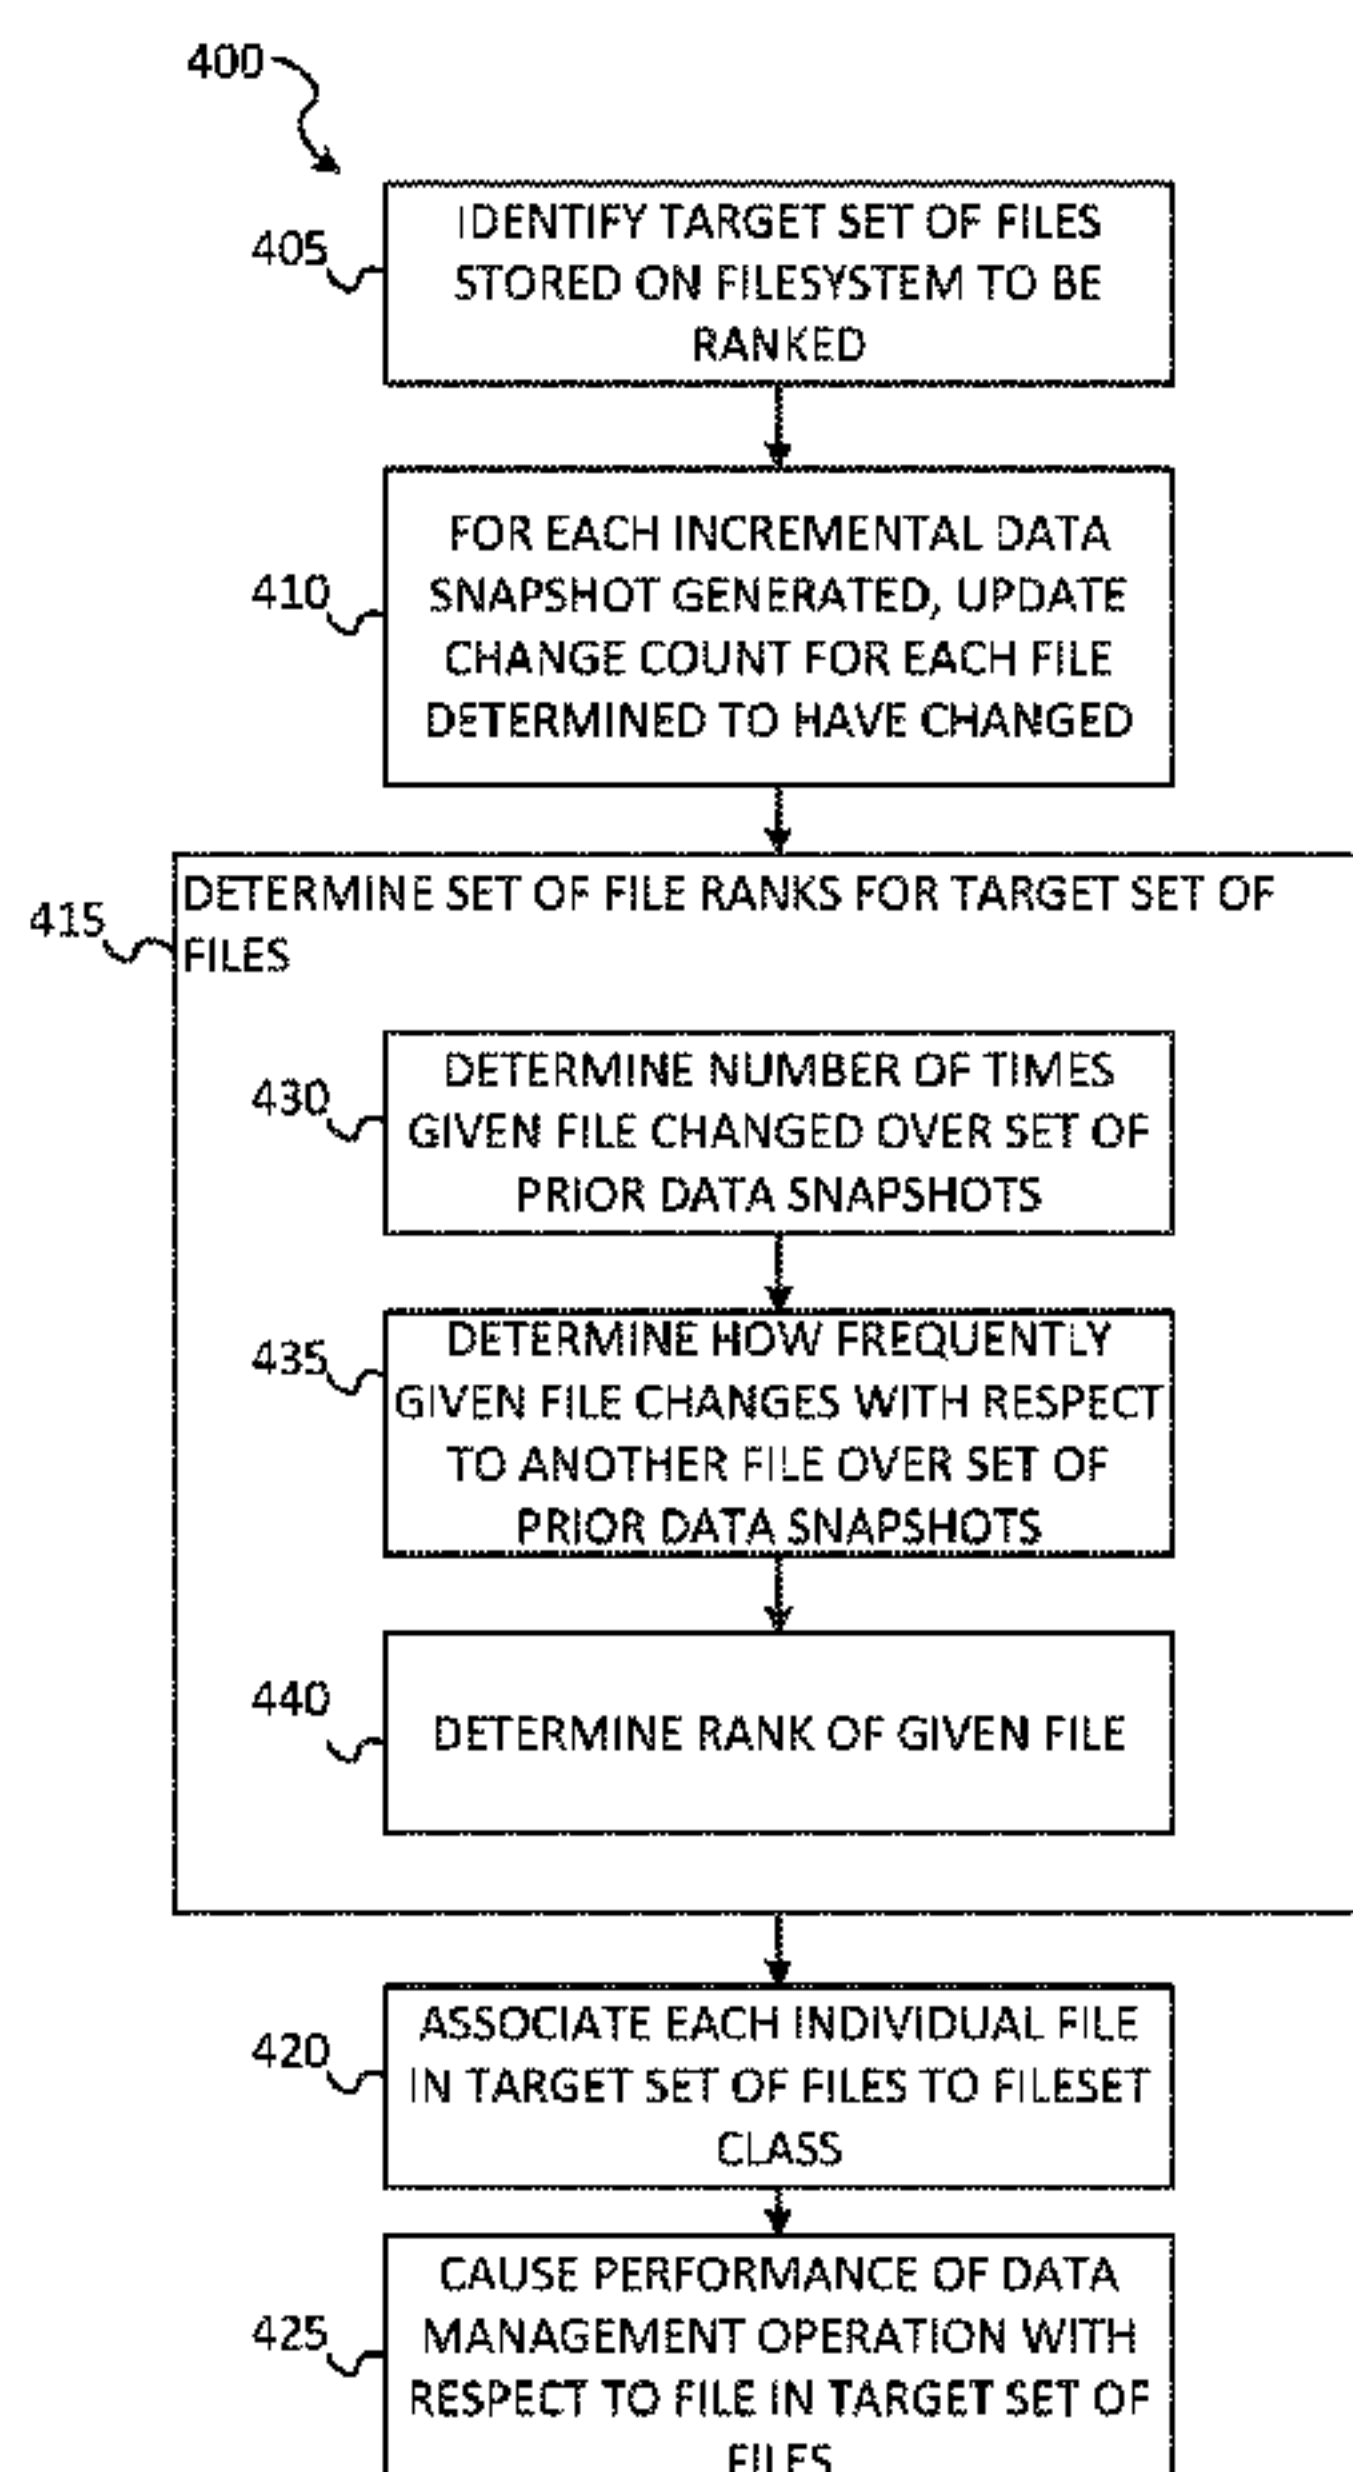 400
405
IDENTIFY TARGET SET OF FILES
STORED ON FILESYSTEM TO BE
RANKED
410
FOR EACH INCREMENTAL DATA
SNAPSHOT GENERATED, UPDATE
CHANGE COUNT FOR EACH FILE
DETERMINED TO HAVE CHANGED
415
DETERMINE SET OF FILE RANKS FOR TARGET SET OF
FILES
430
DETERMINE NUMBER OF TIMES
GIVEN FILE CHANGED OVER SET OF
PRIOR DATA SNAPSHOTS
435
DETERMINE HOW FREQUENTLY
GIVEN FILE CHANGES WITH RESPECT
TO ANOTHER FILE OVER SET OF
PRIOR DATA SNAPSHOTS
440
DETERMINE RANK OF GIVEN FILE
420
ASSOCIATE EACH INDIVIDUAL FILE
IN TARGET SET OF FILES TO FILESET
CLASS
425
CAUSE PERFORMANCE OF DATA
MANAGEMENT OPERATION WITH
RESPECT TO FILE IN TARGET SET OF
FILES